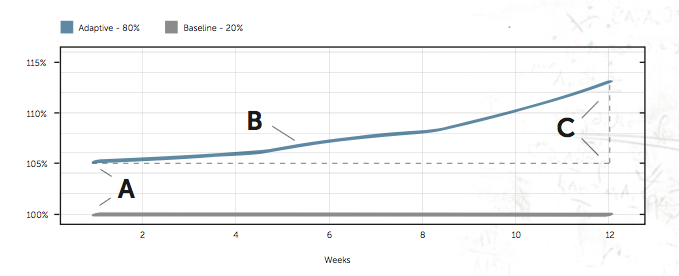 Adaptive - 80% Baseline - 20%
115%
110%
105%
100%
A
B
C
2 4 6 8 10 12
Weeks